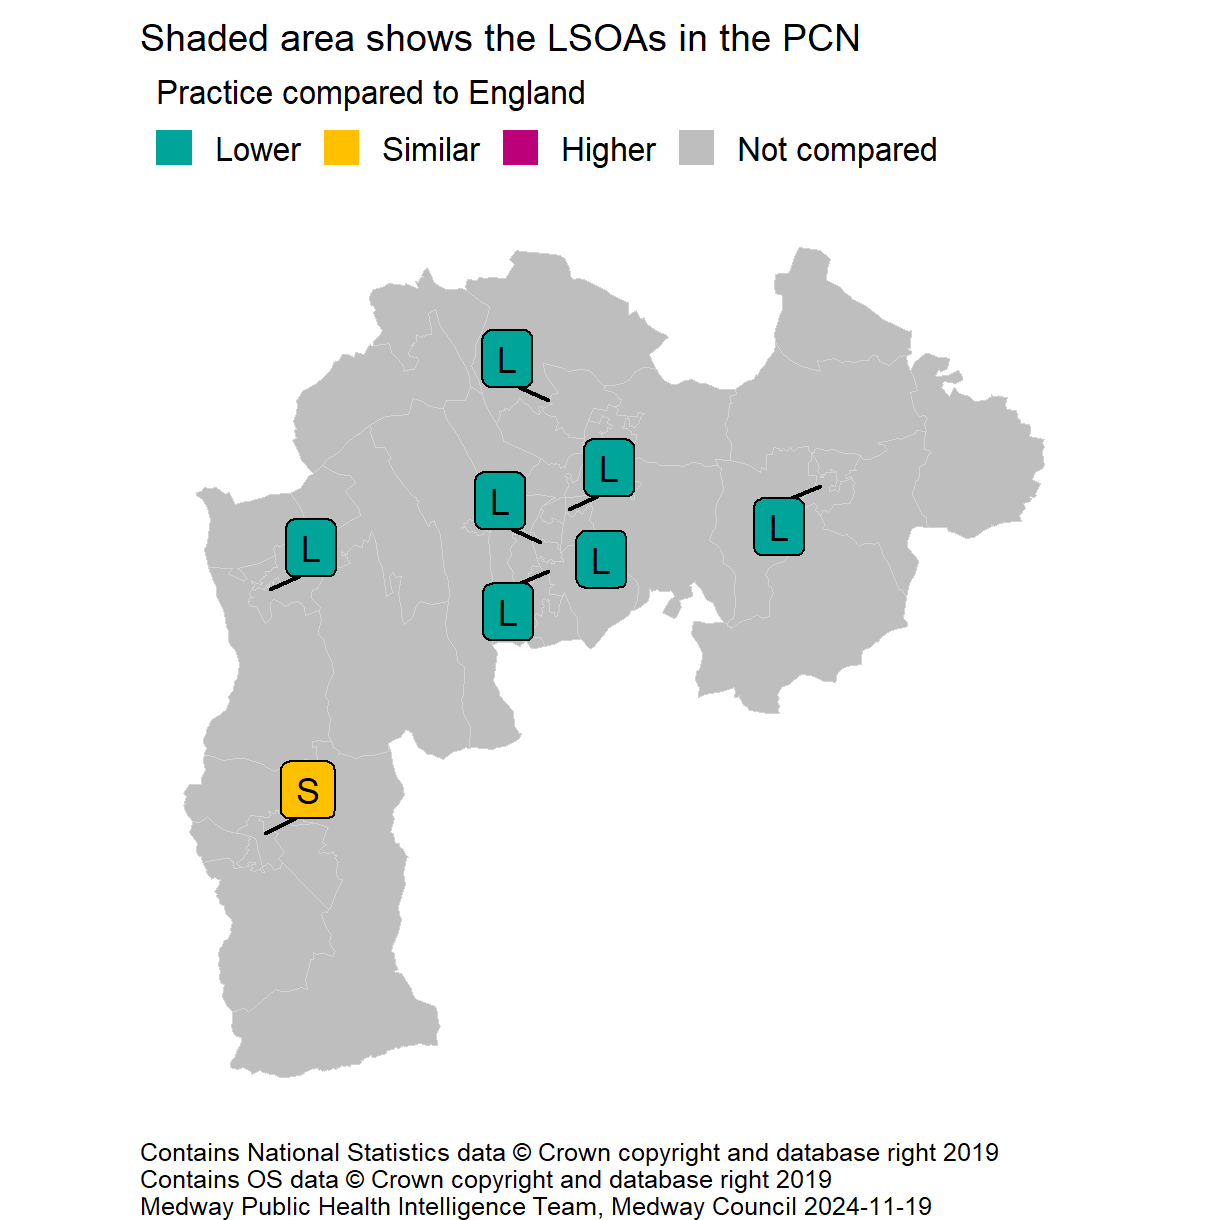 Shaded area shows the LSOAs in the PCN
Practice compared to England
Lower Similar Higher Not compared
L
L
L
L
L
L
L
S
Contains National Statistics data © Crown copyright and database right 2019
Contains OS data © Crown copyright and database right 2019
Medway Public Health Intelligence Team, Medway Council 2024-11-19